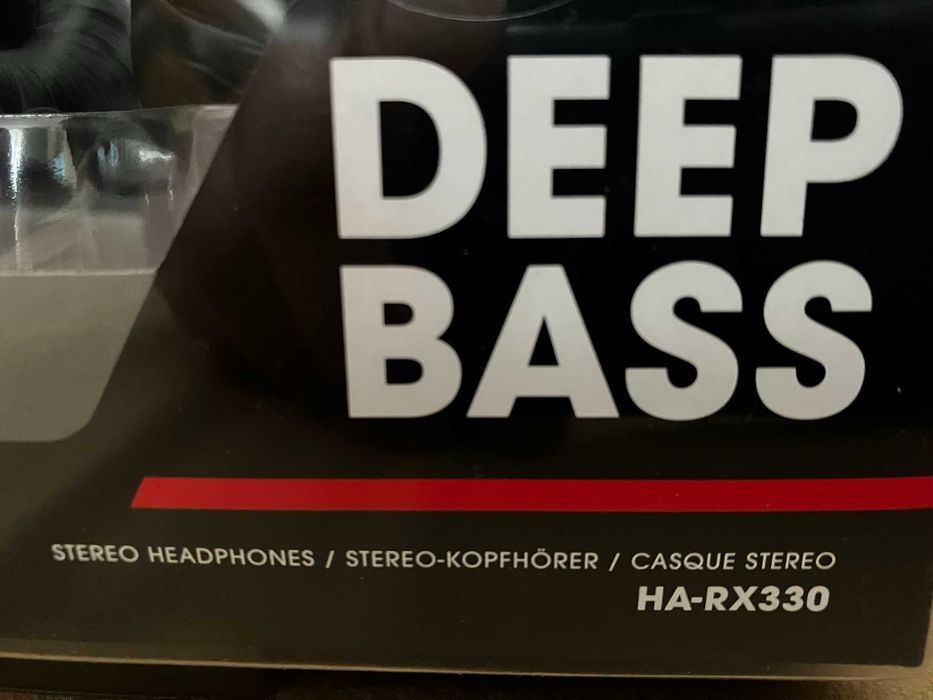 DEEP
BASS
STEREO HEADPHONES / STEREO-KOPFHÖRER / CASQUE STEREO
HA-RX330